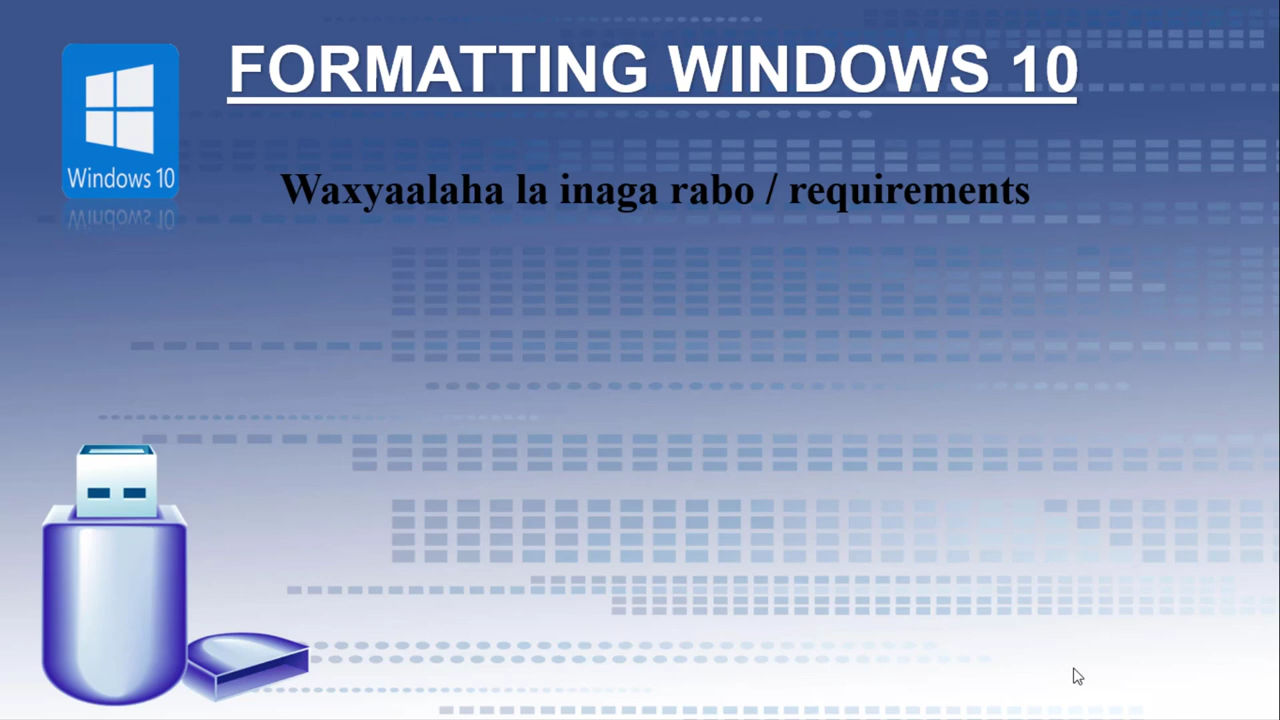 FORMATTING WINDOWS 10
Windows 10
Waxyaalaha la inaga rabo / requirements